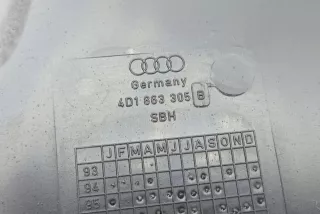 Germany
4D1 863 305 B
SBH
J F M A M J J A S O N D
93
94
95